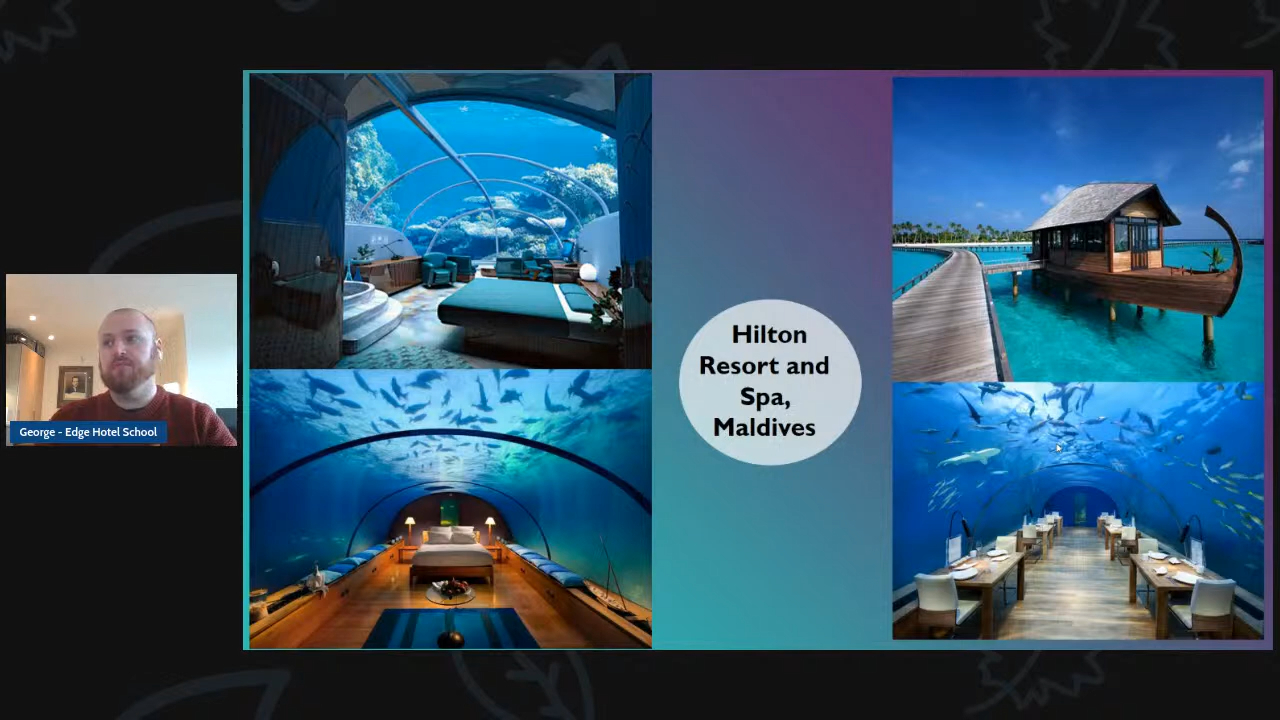 George - Edge Hotel School
Hilton
Resort and
Spa,
Maldives